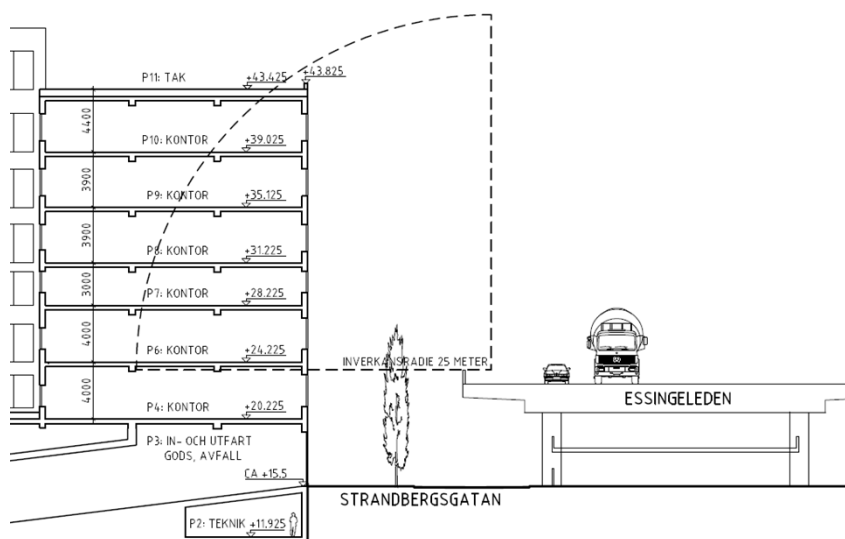 P11: TAK +43.425 +43.825
4400
P10: KONTOR +39.025
3900
P9: KONTOR +35.125
3900
P8: KONTOR +31.225
3000
P7: KONTOR +28.225
4000
P6: KONTOR +24.225
INVERKANSRADIE 25 METER
4000
P4: KONTOR +20.225
ESSINGELEDEN
P3: IN- OCH UTFART
GODS, AVFALL
CA +15.5
STRANDBERGSGATAN
P2: TEKNIK +11.925